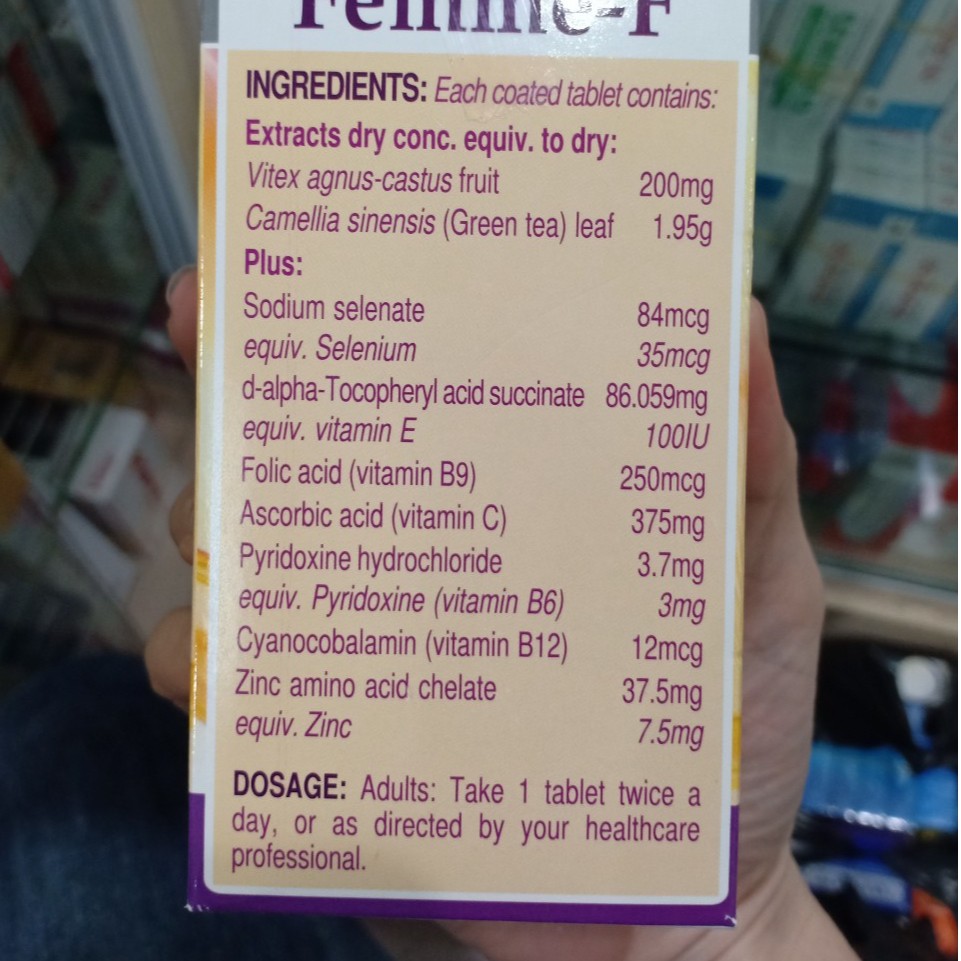 INGREDIENTS: Each coated tablet contains:
Extracts dry conc. equiv. to dry:
Vitex agnus-castus fruit 200mg
Camellia sinensis (Green tea) leaf 1.95g
Plus:
Sodium selenate 84mcg
equiv. Selenium 35mcg
d-alpha-Tocopheryl acid succinate 86.059mg
equiv. vitamin E 100IU
Folic acid (vitamin B9) 250mcg
Ascorbic acid (vitamin C) 375mg
Pyridoxine hydrochloride 3.7mg
equiv. Pyridoxine (vitamin B6) 3mg
Cyanocobalamin (vitamin B12) 12mcg
Zinc amino acid chelate 37.5mg
equiv. Zinc 7.5mg
DOSAGE: Adults: Take 1 tablet twice a
day, or as directed by your healthcare
professional.